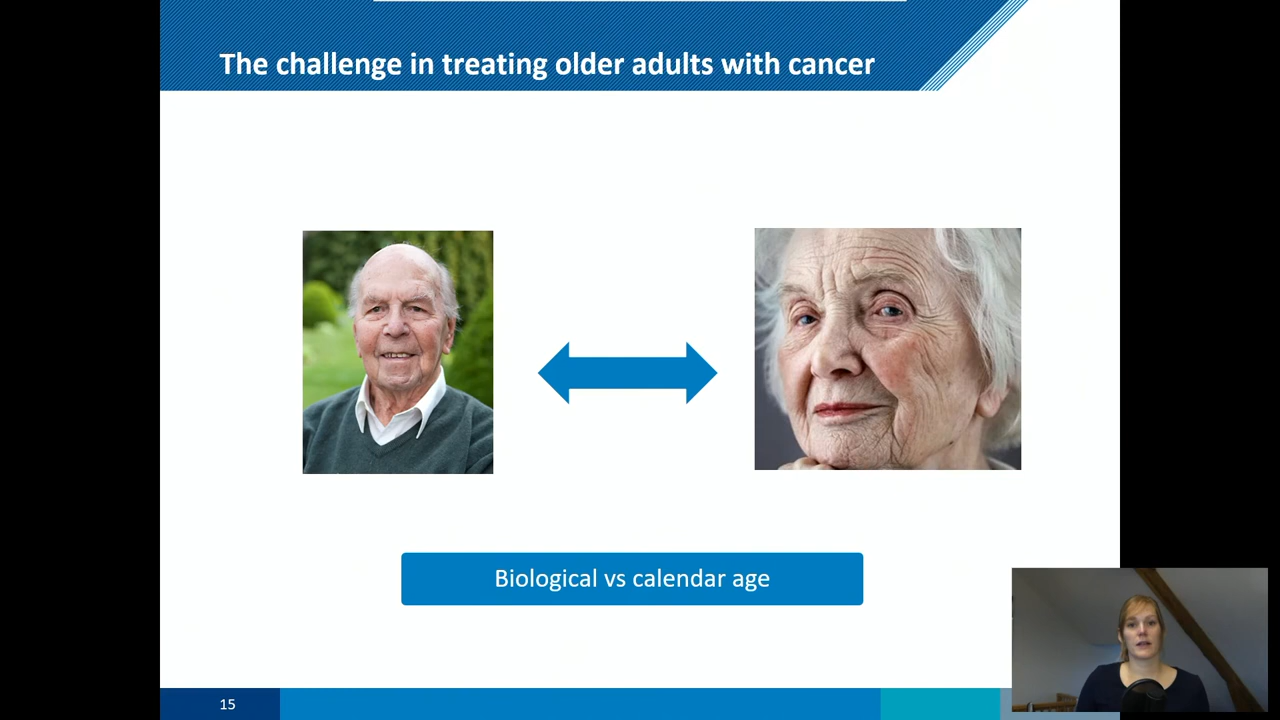 The challenge in treating older adults with cancer
Biological vs calendar age
15